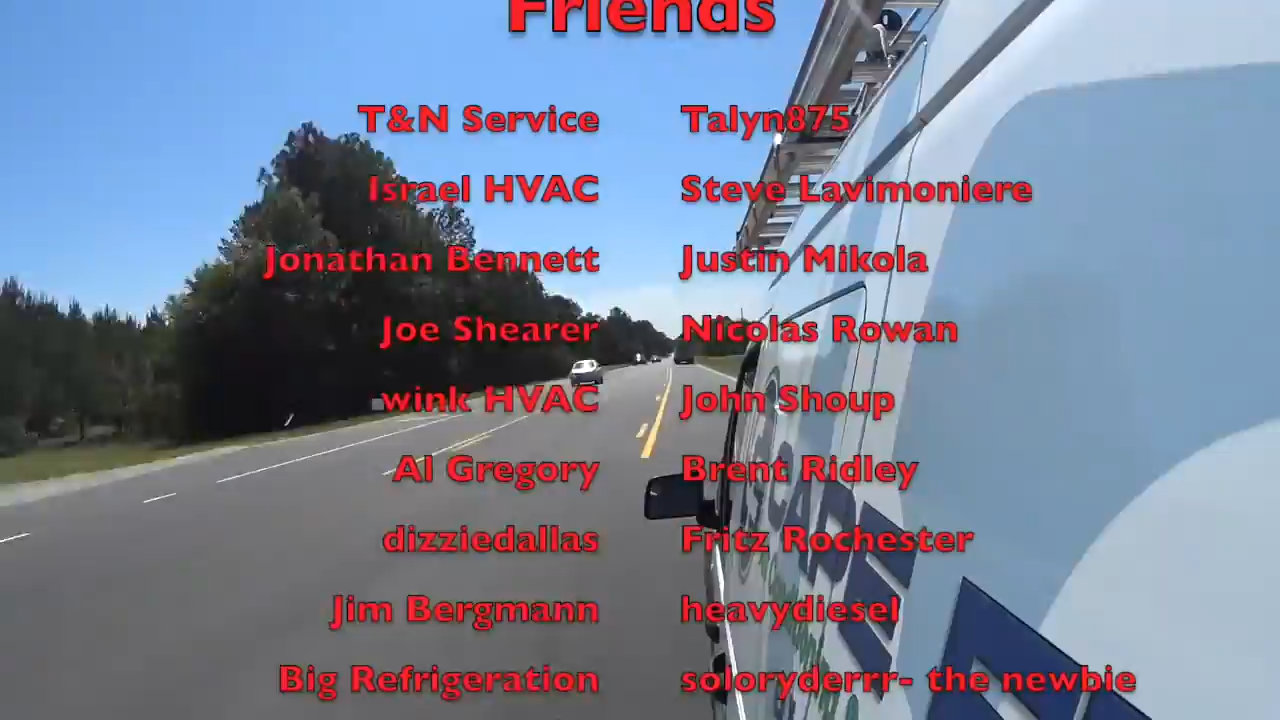 Friends
T&N Service Talyn875
Israel HVAC Steve Lavimoniere
Jonathan Bennett Justin Mikola
Joe Shearer Nicolas Rowan
wink HVAC John Shoup
Al Gregory Brent Ridley
dizziedallas Fritz Rochester
Jim Bergmann heavydiesel
Big Refrigeration soloryderrr- the newbie